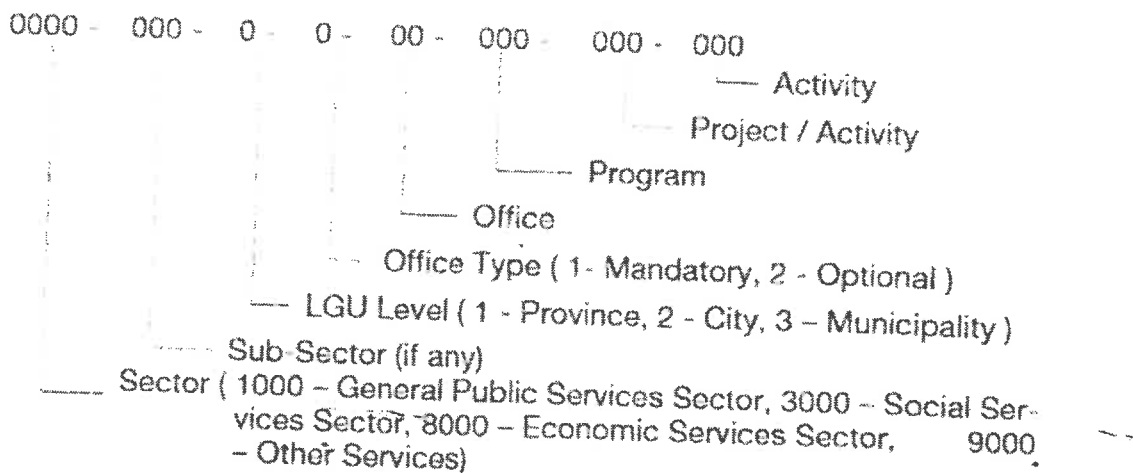 0000 - 000 - 0 - 0 - 00 - 000 - 000 - 000
Activity
Project / Activity
Program
Office
Office Type ( 1- Mandatory, 2 - Optional )
LGU Level ( 1 - Province, 2 - City, 3 – Municipality )
Sub-Sector (if any)
Sector ( 1000 – General Public Services Sector, 3000 – Social Ser-
vices Sector, 8000 – Economic Services Sector, 9000
– Other Services)